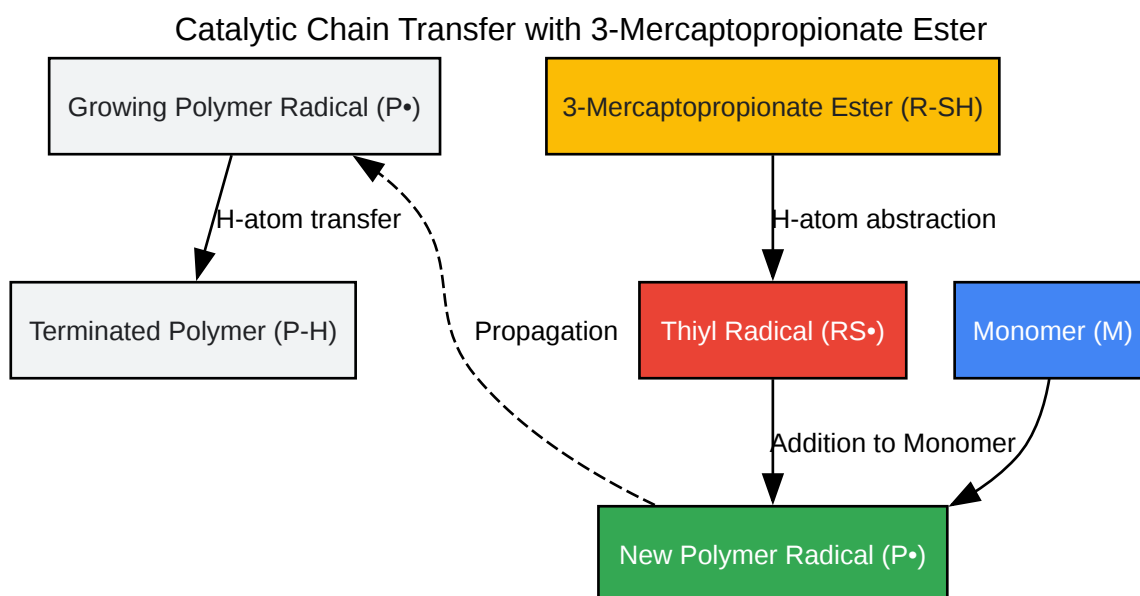 Catalytic Chain Transfer with 3-Mercaptopropionate Ester
Growing Polymer Radical (P•)
3-Mercaptopropionate Ester (R-SH)
H-atom transfer
H-atom abstraction
Terminated Polymer (P-H)
Propagation
Thiyl Radical (RS•)
Monomer (M)
Addition to Monomer
New Polymer Radical (P•)